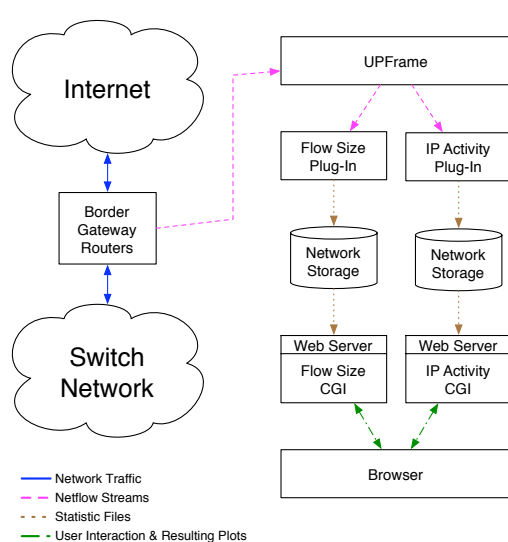 Internet
Border
Gateway
Routers
Switch
Network
UPFrame
Flow Size
Plug-In
IP Activity
Plug-In
Network
Storage
Network
Storage
Web Server
Flow Size
CGI
Web Server
IP Activity
CGI
Browser
Network Traffic
Netflow Streams
Statistic Files
User Interaction & Resulting Plots